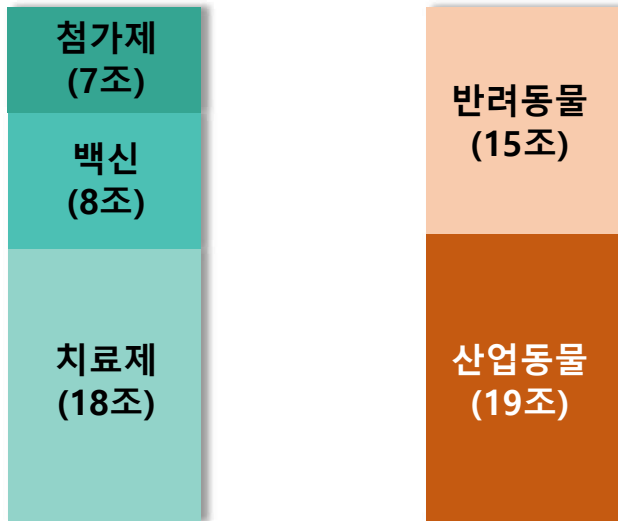 첨가제
(7조)
백신
(8조)
치료제
(18조)
반려동물
(15조)
산업동물
(19조)